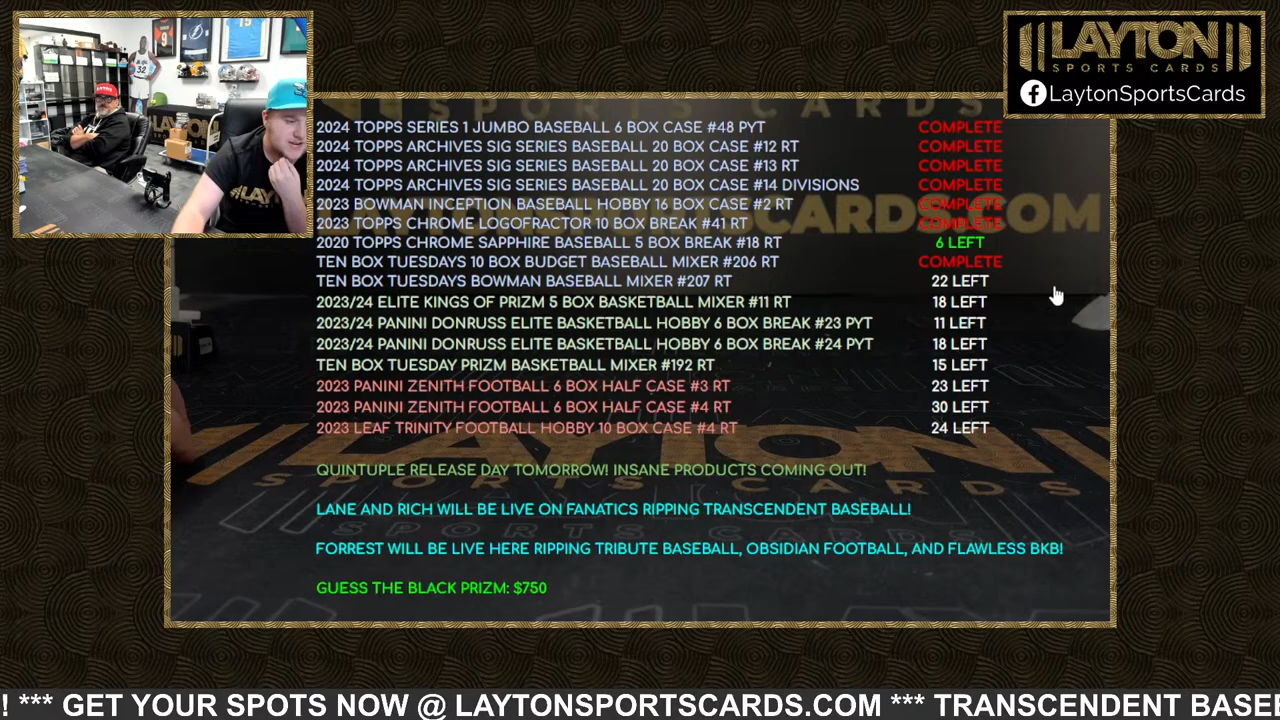 LAYTON
SPORTS CARDS
LaytonSportsCards
SPORTS CARDS
2024 TOPPS SERIES 1 JUMBO BASEBALL 6 BOX CASE #48 PYT COMPLETE
2024 TOPPS ARCHIVES SIG SERIES BASEBALL 20 BOX CASE #12 RT COMPLETE
2024 TOPPS ARCHIVES SIG SERIES BASEBALL 20 BOX CASE #13 RT COMPLETE
2024 TOPPS ARCHIVES SIG SERIES BASEBALL 20 BOX CASE #14 DIVISIONS COMPLETE
2023 BOWMAN INCEPTION BASEBALL HOBBY 16 BOX CASE #2 RT COMPLETE
CARDS.COM
2023 TOPPS CHROME LOGOFRACTOR 10 BOX BREAK #41 RT COMPLETE
2020 TOPPS CHROME SAPPHIRE BASEBALL 5 BOX BREAK #18 RT 6 LEFT
TEN BOX TUESDAYS 10 BOX BUDGET BASEBALL MIXER #206 RT COMPLETE
TEN BOX TUESDAYS BOWMAN BASEBALL MIXER #207 RT 22 LEFT
2023/24 ELITE KINGS OF PRIZM 5 BOX BASKETBALL MIXER #11 RT 18 LEFT
2023/24 PANINI DONRUSS ELITE BASKETBALL HOBBY 6 BOX BREAK #23 PYT 11 LEFT
2023/24 PANINI DONRUSS ELITE BASKETBALL HOBBY 6 BOX BREAK #24 PYT 18 LEFT
TEN BOX TUESDAY PRIZM BASKETBALL MIXER #192 RT 15 LEFT
2023 PANINI ZENITH FOOTBALL 6 BOX HALF CASE #3 RT 23 LEFT
2023 PANINI ZENITH FOOTBALL 6 BOX HALF CASE #4 RT 30 LEFT
2023 LEAF TRINITY FOOTBALL HOBBY 10 BOX CASE #4 RT 24 LEFT
LAYTON
SPORTS CARDS
QUINTUPLE RELEASE DAY TOMORROW! INSANE PRODUCTS COMING OUT!
LANE AND RICH WILL BE LIVE ON FANATICS RIPPING TRANSCENDENT BASEBALL!
SPORTS CARDS
FORREST WILL BE LIVE HERE RIPPING TRIBUTE BASEBALL, OBSIDIAN FOOTBALL, AND FLAWLESS BKB!
GUESS THE BLACK PRIZM: $750
! *** GET YOUR SPOTS NOW @ LAYTONSPORTSCARDS.COM *** TRANSCENDENT BASE